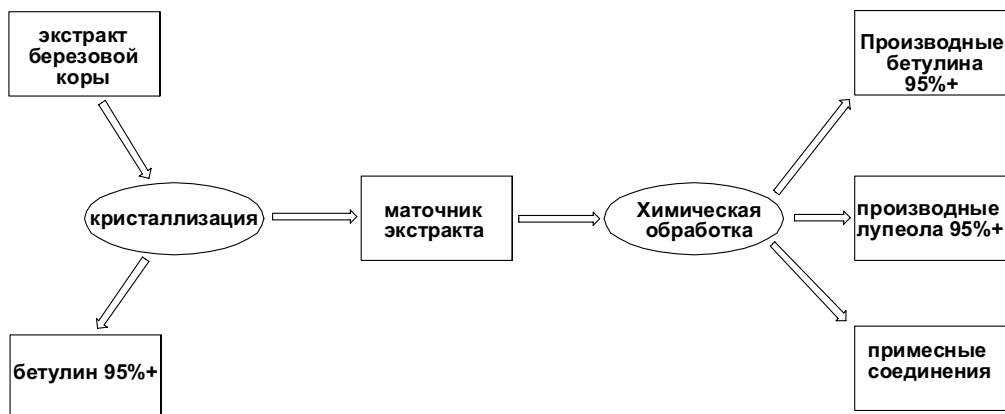 экстракт
березовой
коры
кристаллизация
бетулин 95%+
маточник
экстракта
Химическая
обработка
Производные
бетулина
95%+
производные
лупеола 95%+
примесные
соединения